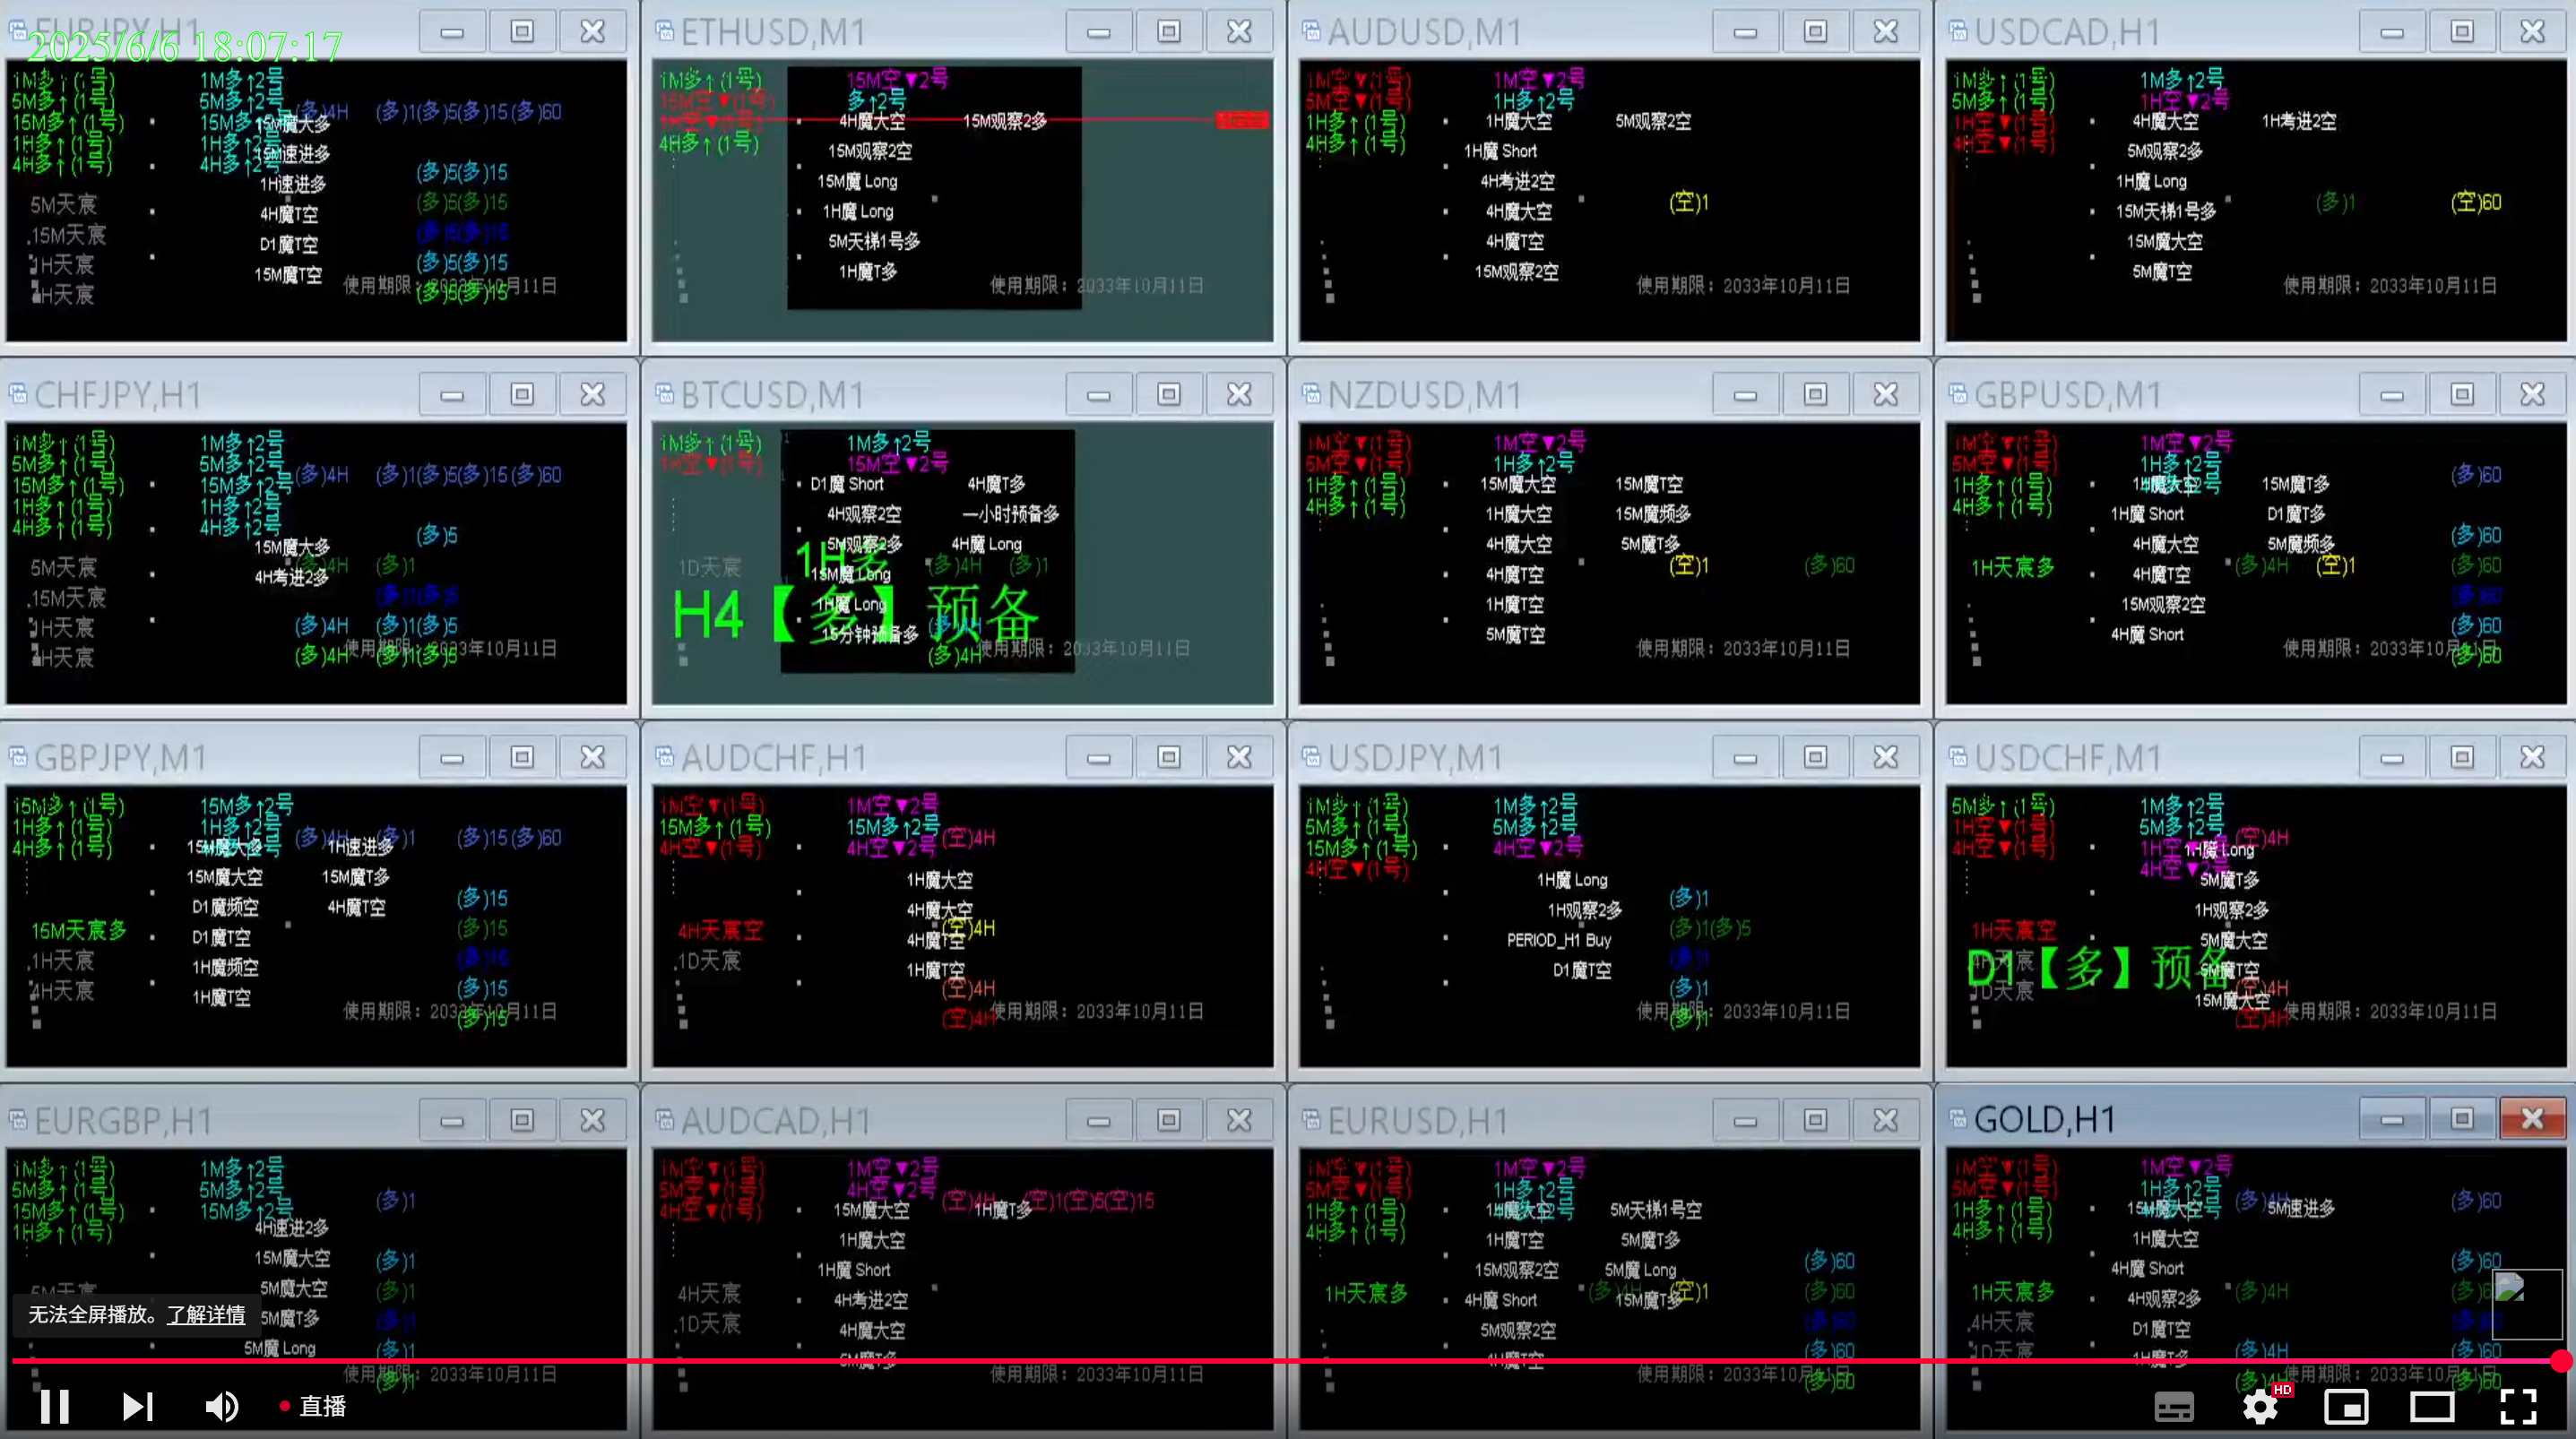 EURJPY,H1
2025/6/6 18:07:17
1M多↑(1号) 1M多↑2号
5M多↑(1号) 5M多↑2号 (多)4H (多)1(多)5(多)15(多)60
15M多↑(1号) 15M多↑2号 15M魔大多
1H多↑(1号) 1H多↑2号 15M速进多
4H多↑(1号) 4H多↑2号 (多)5(多)15
1H速进多
5M天宸 4H魔T空 (多)5(多)15
.15M天宸 D1魔T空 (多)5(多)15
1H天宸 15M魔T空 (多)5(多)15
4H天宸 使用期限：2033年10月11日
(多)5(多)15
ETHUSD,M1
1M多↑(1号) 15M空▼2号
15M空▼(1号) 多↑2号
1H空▼(1号) 4H魔大空 15M观察2多
4H多↑(1号) 15M观察2空
15M魔 Long
1H魔 Long
5M天梯1号多
1H魔T多
使用期限：2033年10月11日
AUDUSD,M1
1M空▼(1号) 1M空▼2号
5M空▼(1号) 1H多↑2号
1H多↑(1号) 1H魔大空 5M观察2空
4H多↑(1号) 1H魔 Short
4H考进2空
4H魔大空 (空)1
4H魔T空
15M观察2空
使用期限：2033年10月11日
USDCAD,H1
1M多↑(1号) 1M多↑2号
5M多↑(1号) 1H空▼2号
1H空▼(1号) 4H魔大空 1H考进2空
4H空▼(1号) 5M观察2多
1H魔 Long
15M天梯1号多 (多)1 (空)60
15M魔大空
5M魔T空
使用期限：2033年10月11日
CHFJPY,H1
1M多↑(1号) 1M多↑2号
5M多↑(1号) 5M多↑2号 (多)4H (多)1(多)5(多)15(多)60
15M多↑(1号) 15M多↑2号
1H多↑(1号) 1H多↑2号
4H多↑(1号) 4H多↑2号 (多)5
15M魔大多
5M天宸 (多)4H (多)1
4H考进2多
.15M天宸 (多)1(多)5
1H天宸 (多)4H (多)1(多)5
4H天宸 使用期限：2033年10月11日
(多)4H (多)1(多)5
BTCUSD,M1
1M多↑(1号) 1M多↑2号
1H空▼(1号) 15M空▼2号
D1魔 Short 4H魔T多
4H观察2空 一小时预备多
5M观察2多 4H魔 Long
1H多
1D天宸 15M魔 Long (多)4H (多)1
H4【多】预备
1H魔 Long
15分钟预备多
(多)4H 使用期限：2033年10月11日
NZDUSD,M1
1M空▼(1号) 1M空▼2号
5M空▼(1号) 1H多↑2号
1H多↑(1号) 15M魔大空 15M魔T空
4H多↑(1号) 1H魔大空 15M魔频多
4H魔大空 5M魔T多
4H魔T空 (空)1 (多)60
1H魔T空
5M魔T空
使用期限：2033年10月11日
GBPUSD,M1
1M空▼(1号) 1M空▼2号
5M空▼(1号) 1H多↑2号 (多)60
1H多↑(1号) 1H魔大空 15M魔T多
4H多↑(1号) 1H魔 Short D1魔T多
4H魔大空 5M魔频多 (多)60
1H天宸多 4H魔T空 (多)4H (空)1 (多)60
15M观察2空 (多)60
4H魔 Short (多)60
使用期限：2033年10月11日
(多)60
GBPJPY,M1
15M多↑(1号) 15M多↑2号
1H多↑(1号) 1H多↑2号 (多)4H (多)1 (多)15(多)60
4H多↑(1号) 15M魔大多 1H速进多
15M魔大空 15M魔T多
D1魔频空 4H魔T空 (多)15
15M天宸多 D1魔T空 (多)15
.1H天宸 1H魔频空 (多)15
4H天宸 1H魔T空 (多)15
使用期限：2033年10月11日
(多)15
AUDCHF,H1
1M空▼(1号) 1M空▼2号
15M多↑(1号) 15M多↑2号 (空)4H
4H空▼(1号) 4H空▼2号
1H魔大空
4H魔大空
4H天宸空 (空)4H
4H魔T空
.1D天宸 1H魔T空
(空)4H
(空)4H 使用期限：2033年10月11日
USDJPY,M1
1M多↑(1号) 1M多↑2号
5M多↑(1号) 5M多↑2号
15M多↑(1号) 4H空▼2号
4H空▼(1号) 1H魔 Long
1H观察2多 (多)1
PERIOD_H1 Buy (多)1(多)5
D1魔T空 (多)1
(多)1
使用期限：2033年10月11日
(多)1
USDCHF,M1
5M多↑(1号) 1M多↑2号
1H空▼(1号) 5M多↑2号 (空)4H
4H空▼(1号) 1H空▼2号 1H魔 Long
4H空▼2号 5M魔T多
1H观察2多
1H天宸空 5M魔大空
4H天宸 5M魔T空
D1【多】预备
1D天宸 (空)4H
15M魔大空
(空)4H 使用期限：2033年10月11日
EURGBP,H1
1M多↑(1号) 1M多↑2号
5M多↑(1号) 5M多↑2号 (多)1
15M多↑(1号) 15M多↑2号
1H多↑(1号) 4H速进2多
15M魔大空 (多)1
5M天宸 5M魔大空 (多)1
5M魔T多 (多)1
5M魔 Long (多)1
使用期限：2033年10月11日
(多)1
AUDCAD,H1
1M空▼(1号) 1M空▼2号
5M空▼(1号) 4H空▼2号 (空)4H (空)1(空)5(空)15
4H空▼(1号) 15M魔大空 1H魔T多
1H魔大空
1H魔 Short
4H天宸 4H考进2空
.1D天宸 4H魔大空
5M魔T多
使用期限：2033年10月11日
EURUSD,H1
1M空▼(1号) 1M空▼2号
5M空▼(1号) 1H多↑2号
1H多↑(1号) 1H魔大空 5M天梯1号空
4H多↑(1号) 1H魔T空 5M魔T多
15M观察2空 5M魔 Long (多)60
1H天宸多 4H魔 Short 15M魔T多 (空)1 (多)60
5M观察2空 (多)60
4H魔T空 (多)60
使用期限：2033年10月11日
(多)60
GOLD,H1
1M空▼(1号) 1M空▼2号
5M空▼(1号) 1H多↑2号 (多)4H (多)60
1H多↑(1号) 15M魔大空 5M速进多
4H多↑(1号) 1H魔大空
4H魔 Short (多)60
1H天宸多 4H观察2多 (多)4H
.4H天宸 D1魔T空
1D天宸 1H魔T多 (多)4H (多)60
使用期限：2033年10月11日
(多)4H (多)60
无法全屏播放。了解详情
直播
HD